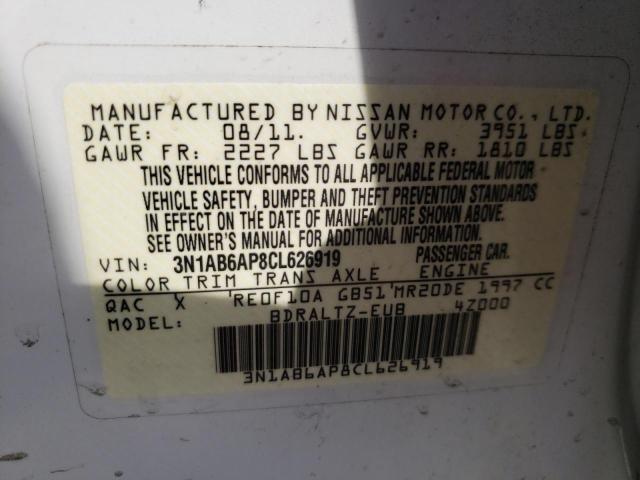 MANUFACTURED BY NISSAN MOTOR CO., LTD.
DATE: 08/11. GVWR: 3951 LBS
GAWR FR: 2227 LBS GAWR RR: 1810 LBS
THIS VEHICLE CONFORMS TO ALL APPLICABLE FEDERAL MOTOR
VEHICLE SAFETY, BUMPER AND THEFT PREVENTION STANDARDS
IN EFFECT ON THE DATE OF MANUFACTURE SHOWN ABOVE.
SEE OWNER'S MANUAL FOR ADDITIONAL INFORMATION.
VIN: 3N1AB6AP8CL626919 PASSENGER CAR.
COLOR TRIM TRANS AXLE ENGINE
QAC X 'RE0F10A GB51'MR20DE 1997 CC
MODEL: BDRALTZ-EUB 4Z000
3N1AB6AP8CL626919